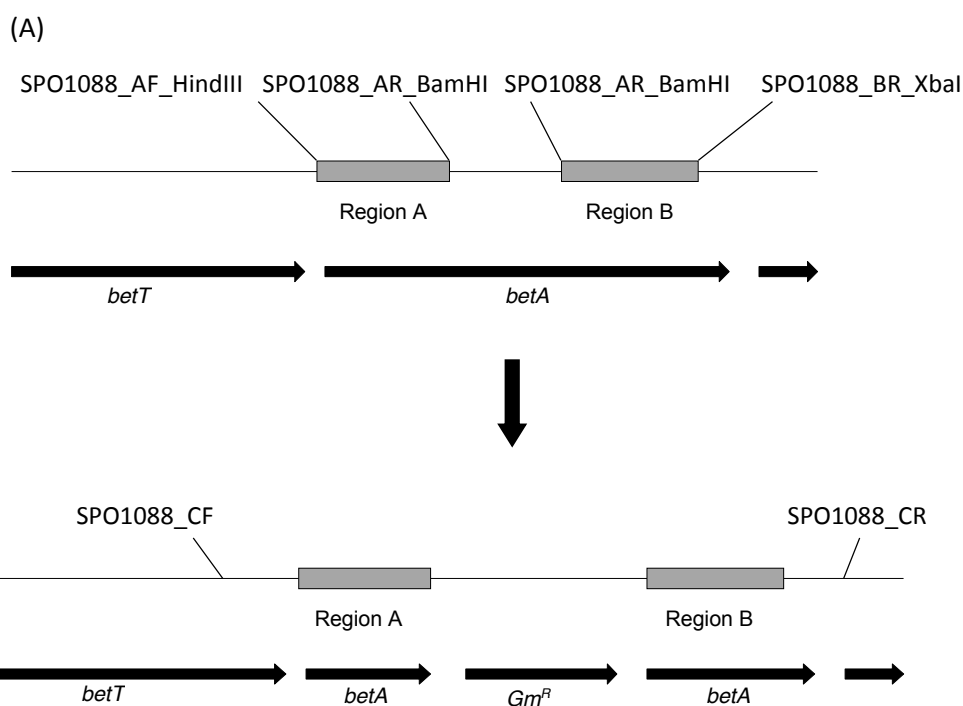 (A)
SPO1088_AF_HindIII SPO1088_AR_BamHI SPO1088_AR_BamHI SPO1088_BR_XbaI
Region A Region B
betT betA
SPO1088_CF SPO1088_CR
Region A Region B
betT betA Gm^R betA